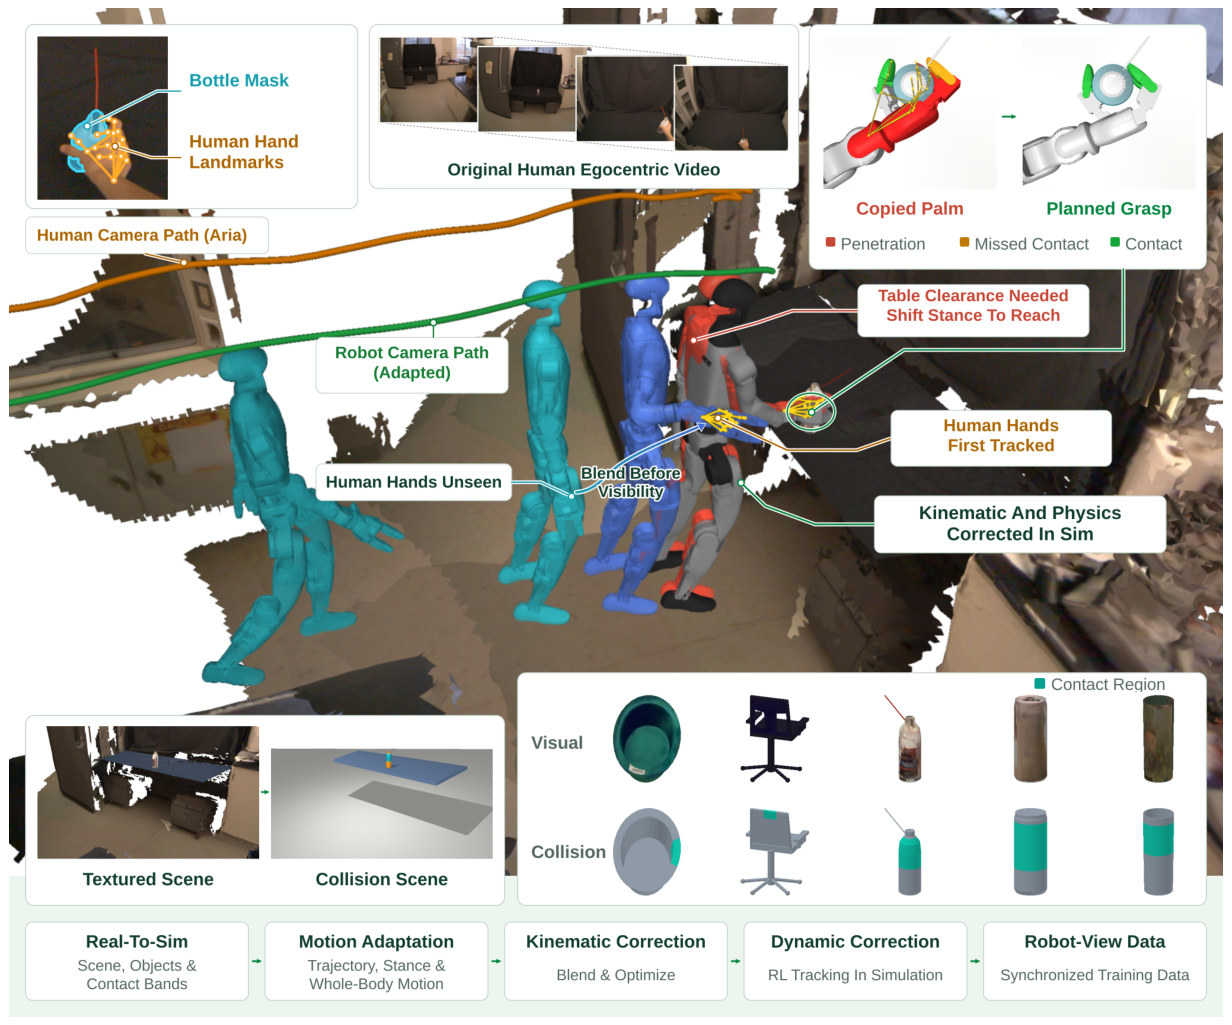 Bottle Mask
Human Hand
Landmarks
Original Human Egocentric Video
Copied Palm
Planned Grasp
Penetration
Missed Contact
Contact
Human Camera Path (Aria)
Table Clearance Needed
Shift Stance To Reach
Robot Camera Path
(Adapted)
Human Hands
First Tracked
Human Hands Unseen
Blend Before
Visibility
Kinematic And Physics
Corrected In Sim
Contact Region
Visual
Collision
Textured Scene
Collision Scene
Real-To-Sim
Scene, Objects &
Contact Bands
Motion Adaptation
Trajectory, Stance &
Whole-Body Motion
Kinematic Correction
Blend & Optimize
Dynamic Correction
RL Tracking In Simulation
Robot-View Data
Synchronized Training Data